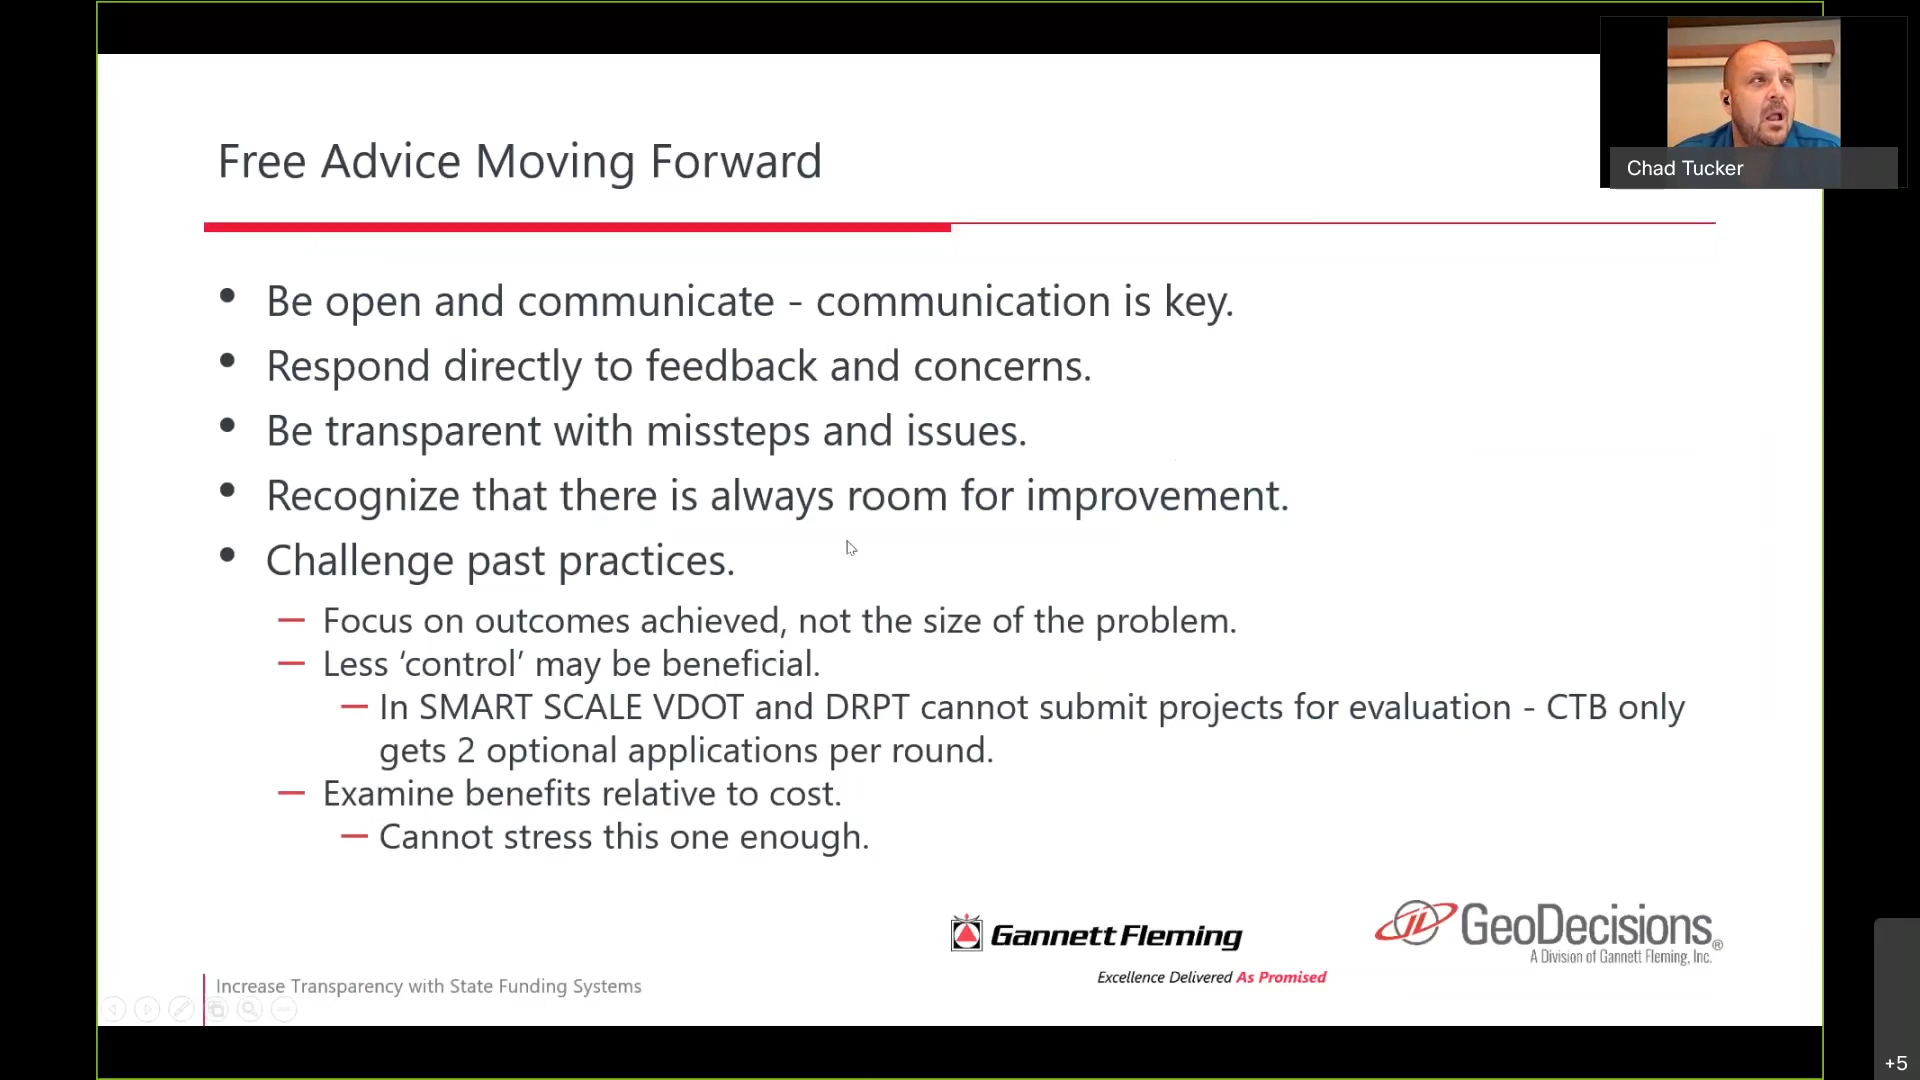 Chad Tucker
Free Advice Moving Forward
• Be open and communicate - communication is key.
• Respond directly to feedback and concerns.
• Be transparent with missteps and issues.
• Recognize that there is always room for improvement.
• Challenge past practices.
— Focus on outcomes achieved, not the size of the problem.
— Less ‘control’ may be beneficial.
— In SMART SCALE VDOT and DRPT cannot submit projects for evaluation - CTB only
gets 2 optional applications per round.
— Examine benefits relative to cost.
— Cannot stress this one enough.
Gannett Fleming
Excellence Delivered As Promised
GeoDecisions®
A Division of Gannett Fleming, Inc.
Increase Transparency with State Funding Systems
+5